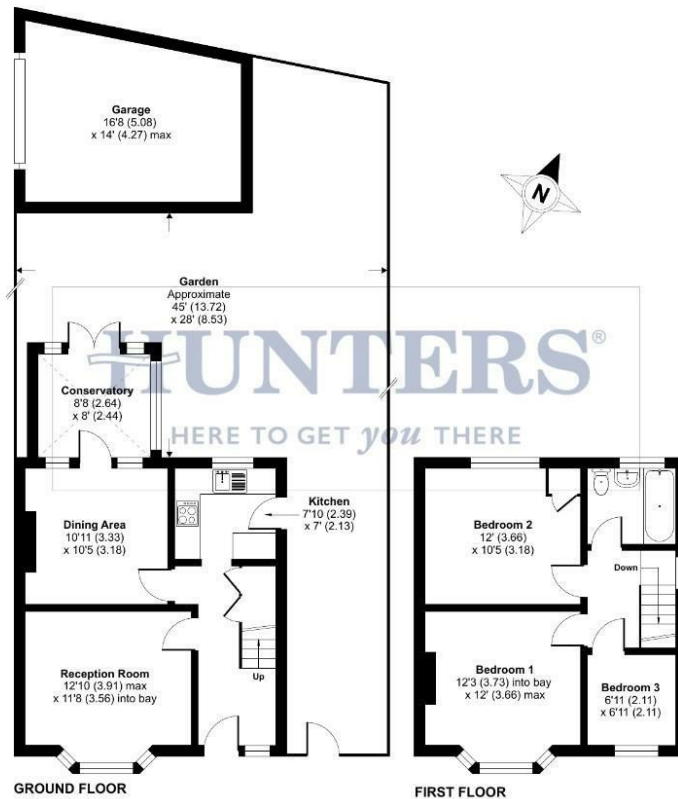 Garage
16'8 (5.08)
x 14' (4.27) max
N
Garden
Approximate
45' (13.72)
x 28' (8.53)
HUNTERS®
HERE TO GET you THERE
Conservatory
8'8 (2.64)
x 8' (2.44)
Kitchen
7'10 (2.39)
x 7' (2.13)
Dining Area
10'11 (3.33)
x 10'5 (3.18)
Bedroom 2
12' (3.66)
x 10'5 (3.18)
Down
Reception Room
12'10 (3.91) max
x 11'8 (3.56) into bay
Up
Bedroom 1
12'3 (3.73) into bay
x 12' (3.66) max
Bedroom 3
6'11 (2.11)
x 6'11 (2.11)
GROUND FLOOR
FIRST FLOOR